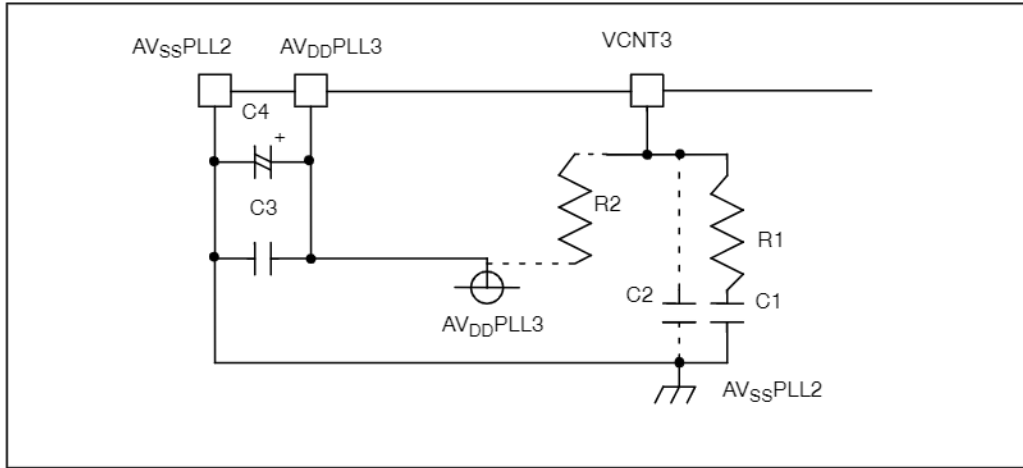 AVSSPLL2 AVDDPLL3 VCNT3
C4
+
C3
R2
R1
C2 C1
AVDDPLL3
AVSSPLL2